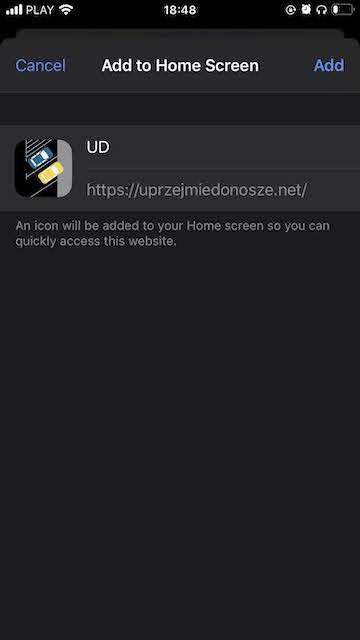 PLAY 18:48
Cancel Add to Home Screen Add
UD
https://uprzejmiedonosze.net/
An icon will be added to your Home screen so you can
quickly access this website.